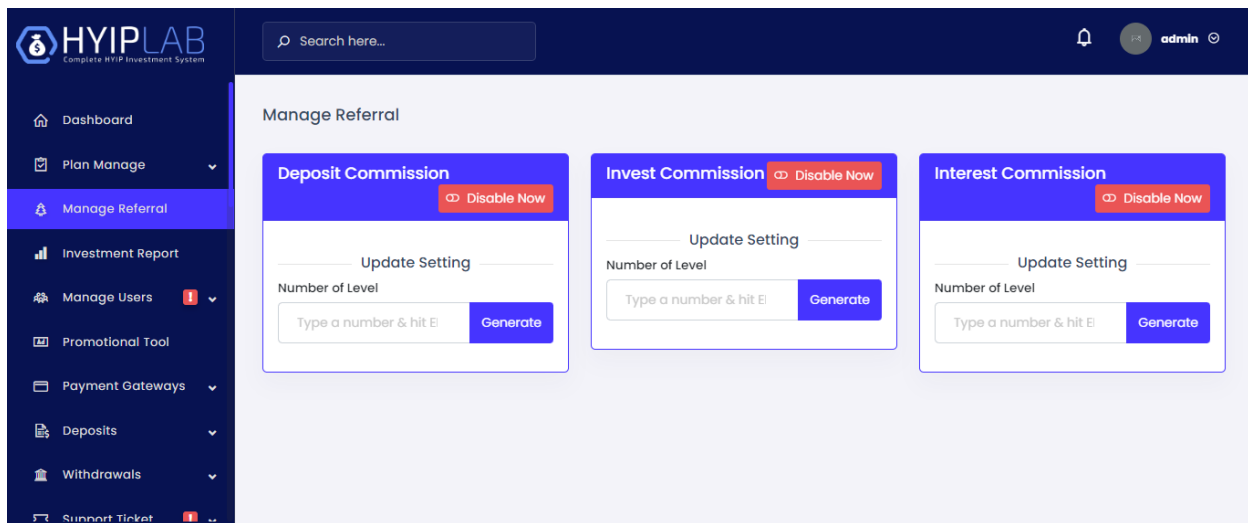 HYIPLAB
Complete HYIP Investment System
Search here...
admin
Dashboard
Plan Manage
Manage Referral
Investment Report
Manage Users
Promotional Tool
Payment Gateways
Deposits
Withdrawals
Support Ticket
Manage Referral
Deposit Commission
Disable Now
Update Setting
Number of Level
Type a number & hit E
Generate
Invest Commission Disable Now
Update Setting
Number of Level
Type a number & hit E
Generate
Interest Commission
Disable Now
Update Setting
Number of Level
Type a number & hit E
Generate